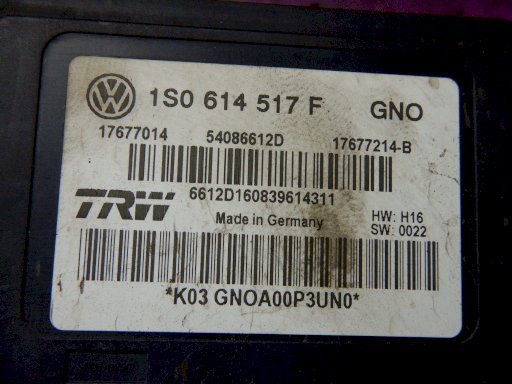 1S0 614 517 F GNO
17677014 54086612D 17677214-B
6612D160839614311
TRW Made in Germany HW: H16
SW: 0022
*K03 GNOA00P3UN0*